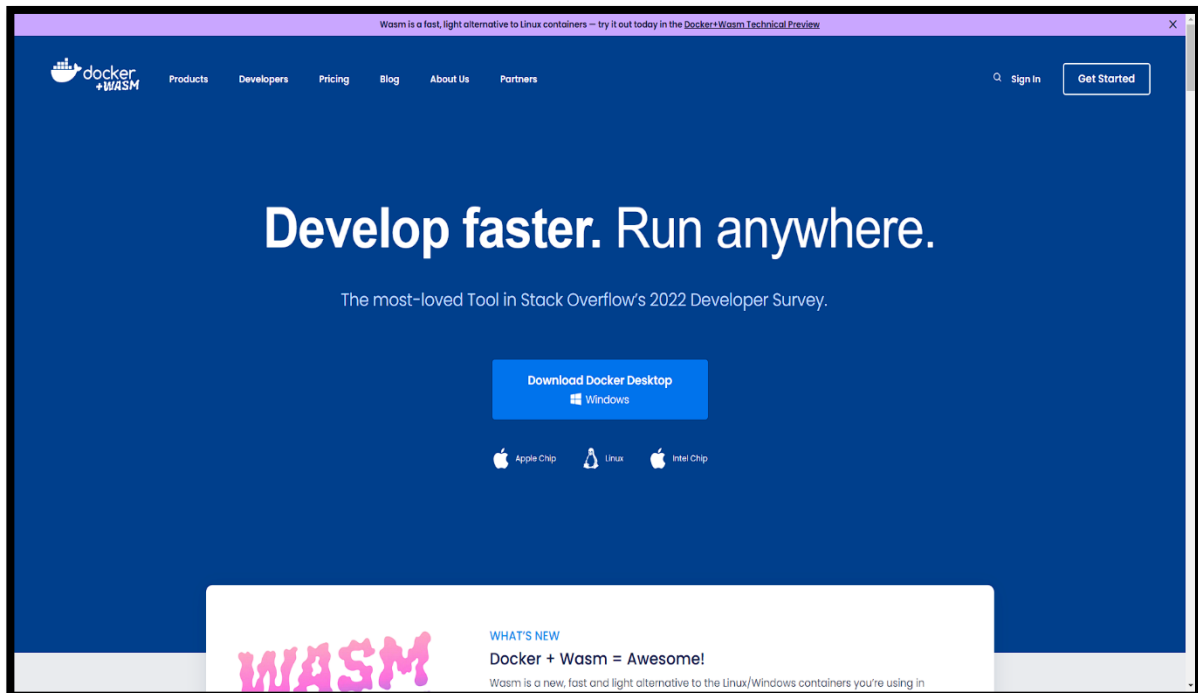 Wasm is a fast, light alternative to Linux containers — try it out today in the Docker+Wasm Technical Preview X
docker
+WASM
Products Developers Pricing Blog About Us Partners Sign In Get Started
Develop faster. Run anywhere.
The most-loved Tool in Stack Overflow's 2022 Developer Survey.
Download Docker Desktop
Windows
Apple Chip Linux Intel Chip
WASM
WHAT'S NEW
Docker + Wasm = Awesome!
Wasm is a new, fast and light alternative to the Linux/Windows containers you're using in